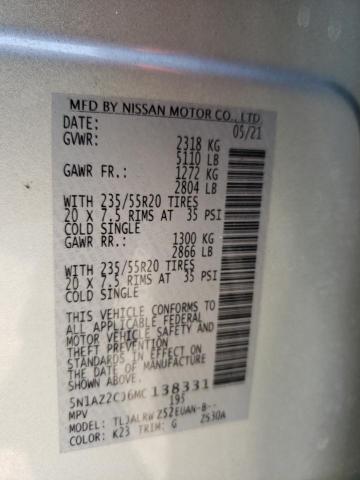 MFD BY NISSAN MOTOR CO., LTD
DATE: 05/21
GVWR: 2318 KG
5110 LB
GAWR FR.: 1272 KG
2804 LB
WITH 235/55R20 TIRES
20 X 7.5 RIMS AT 35 PSI
COLD SINGLE
GAWR RR.: 1300 KG
2866 LB
WITH 235/55R20 TIRES
20 X 7.5 RIMS AT 35 PSI
COLD SINGLE
THIS VEHICLE CONFORMS TO
ALL APPLICABLE FEDERAL
MOTOR VEHICLE SAFETY AND
THEFT PREVENTION
STANDARDS IN EFFECT ON
THE DATE OF MANUFACTURE
SHOWN ABOVE.
138331
MPV 195
MODEL:
COLOR: K23 TRIM: G Z530A